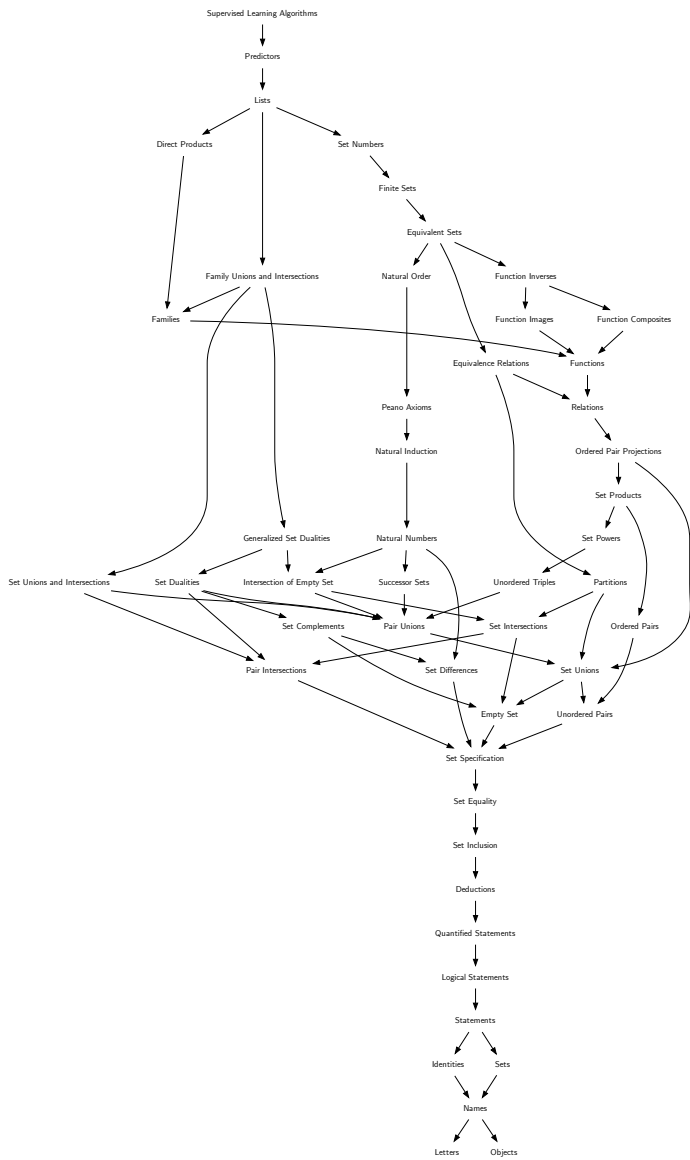 Supervised Learning Algorithms
Predictors
Lists
Direct Products
Set Numbers
Finite Sets
Equivalent Sets
Family Unions and Intersections
Natural Order
Function Inverses
Families
Function Images
Function Composites
Equivalence Relations
Functions
Peano Axioms
Relations
Natural Induction
Ordered Pair Projections
Set Products
Generalized Set Dualities
Natural Numbers
Set Powers
Set Unions and Intersections
Set Dualities
Intersection of Empty Set
Successor Sets
Unordered Triples
Partitions
Set Complements
Pair Unions
Set Intersections
Ordered Pairs
Pair Intersections
Set Differences
Set Unions
Empty Set
Unordered Pairs
Set Specification
Set Equality
Set Inclusion
Deductions
Quantified Statements
Logical Statements
Statements
Identities
Sets
Names
Letters
Objects